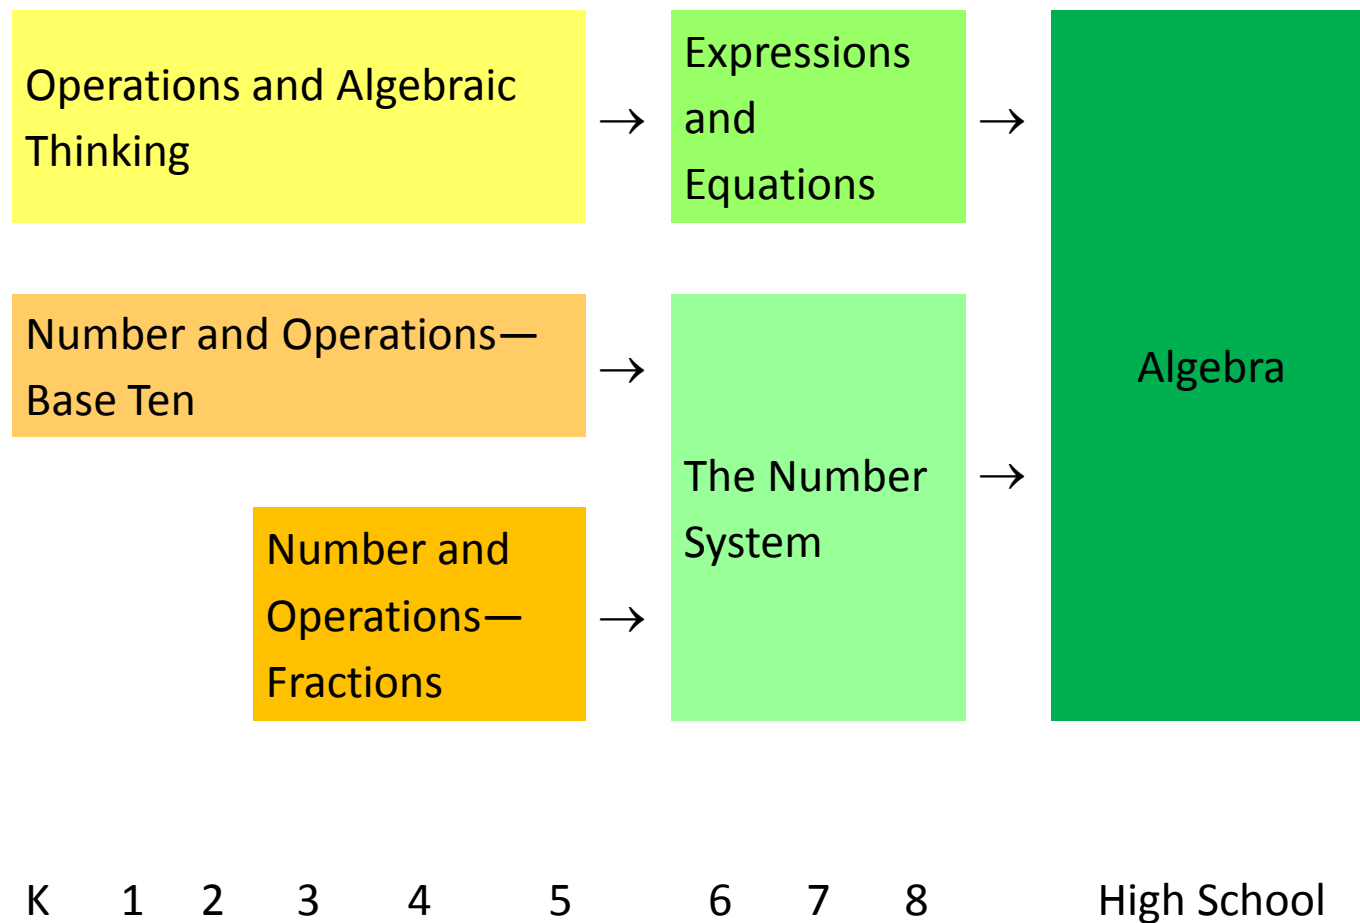 Operations and Algebraic
Thinking
→
Expressions
and
Equations
→
Number and Operations—
Base Ten
→
Algebra
The Number
System
→
Number and
Operations—
Fractions
→
K 1 2 3 4 5 6 7 8 High School